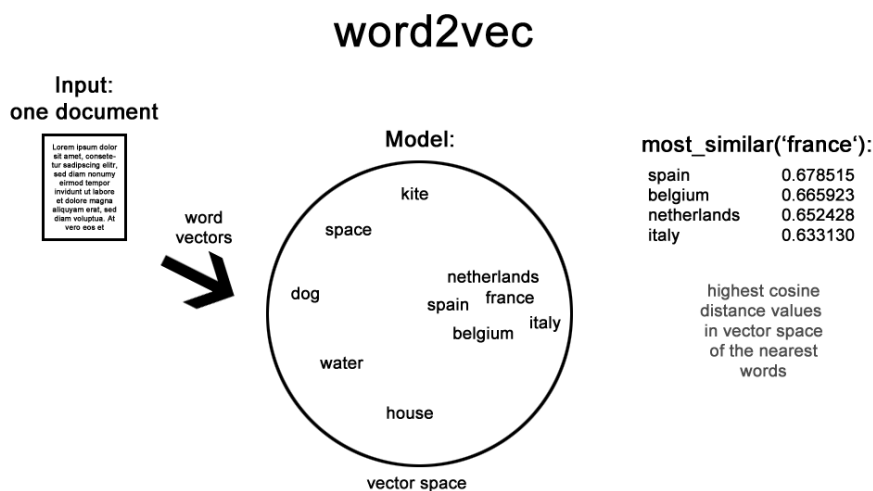 word2vec
Input:
one document
Lorem ipsum dolor
sit amet, consete-
tur sadipscing elitr,
sed diam nonumy
eirmod tempor
invidunt ut labore
et dolore magna
aliquyam erat, sed
diam voluptua. At
vero eos et
word
vectors
Model:
kite
space
dog
netherlands
spain france
belgium italy
water
house
vector space
most_similar(‘france‘):
spain 0.678515
belgium 0.665923
netherlands 0.652428
italy 0.633130
highest cosine
distance values
in vector space
of the nearest
words